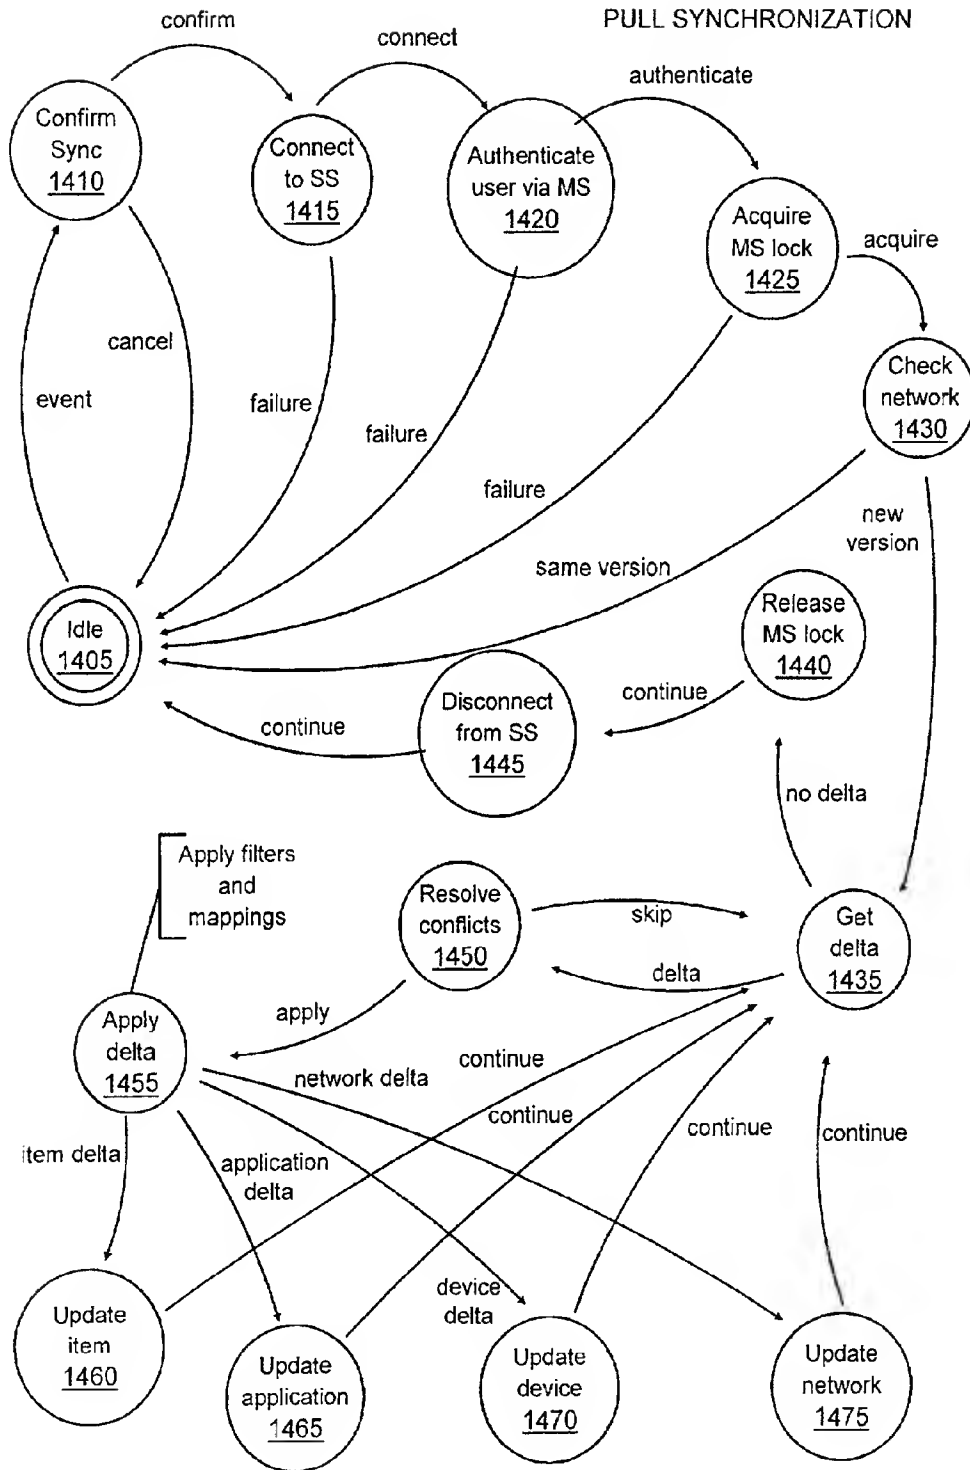 PULL SYNCHRONIZATION
confirm
connect
authenticate
Confirm
Sync
1410
Connect
to SS
1415
Authenticate
user via MS
1420
Acquire
MS lock
1425
acquire
Check
network
1430
cancel
event
failure
failure
failure
same version
new
version
Idle
1405
Release
MS lock
1440
continue
Disconnect
from SS
1445
continue
no delta
Apply filters
and
mappings
Resolve
conflicts
1450
skip
delta
Get
delta
1435
apply
Apply
delta
1455
network delta
continue
continue
continue
continue
item delta
application
delta
device
delta
Update
item
1460
Update
application
1465
Update
device
1470
Update
network
1475